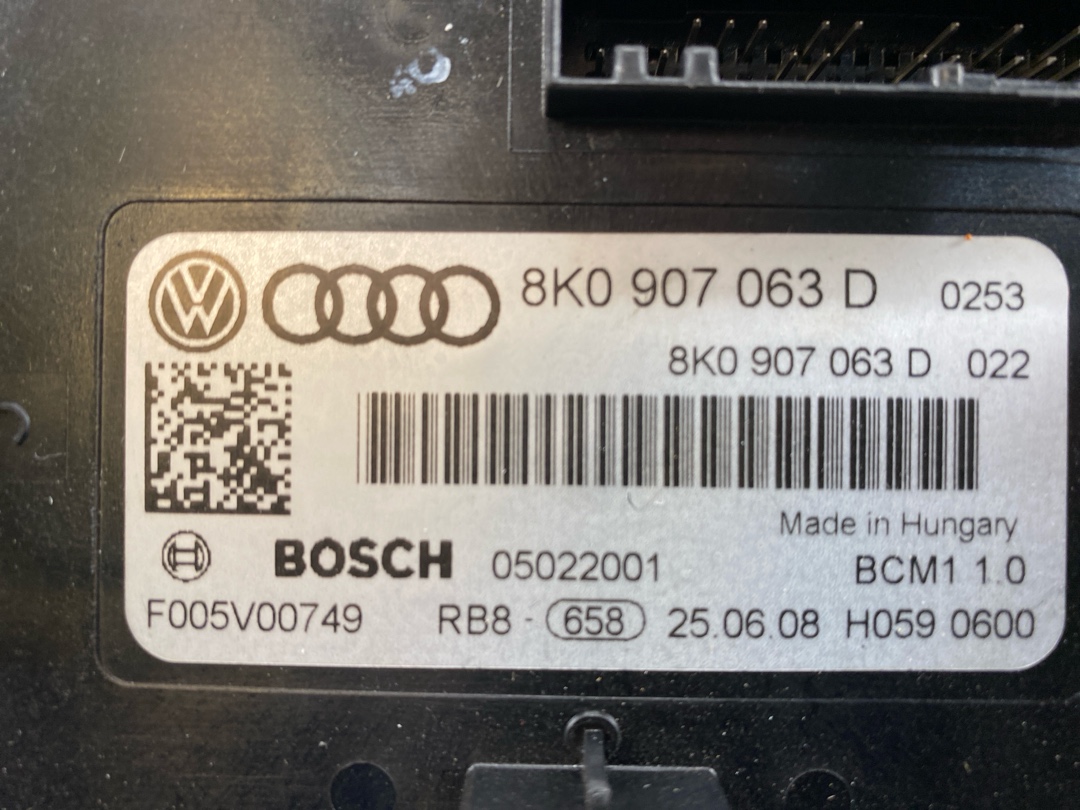 8K0 907 063 D 0253
8K0 907 063 D 022
Made in Hungary
BOSCH 05022001 BCM1 1.0
F005V00749 RB8 - 658 25.06.08 H059 0600